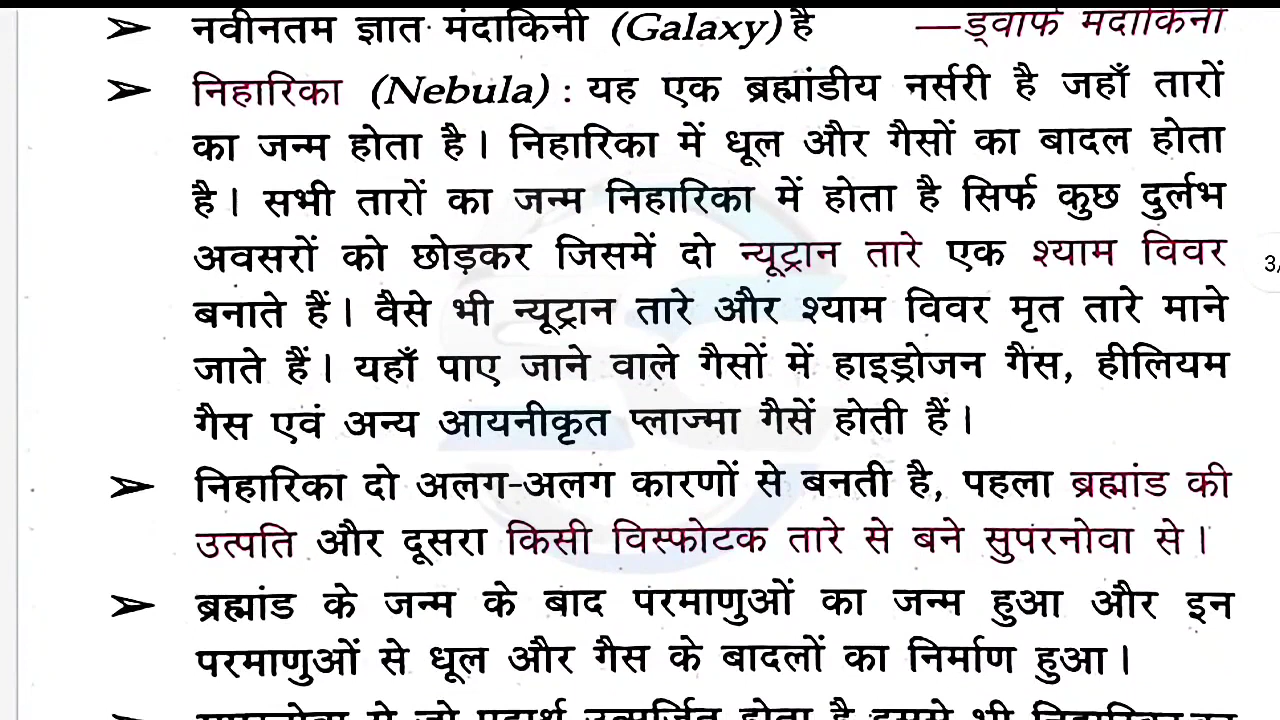 ➢ नवीनतम ज्ञात मंदाकिनी (Galaxy) है —ड्वार्फ मंदाकिनी
➢ निहारिका (Nebula) : यह एक ब्रह्मांडीय नर्सरी है जहाँ तारों
का जन्म होता है। निहारिका में धूल और गैसों का बादल होता
है। सभी तारों का जन्म निहारिका में होता है सिर्फ कुछ दुर्लभ
अवसरों को छोड़कर जिसमें दो न्यूट्रान तारे एक श्याम विवर
बनाते हैं। वैसे भी न्यूट्रान तारे और श्याम विवर मृत तारे माने
जाते हैं। यहाँ पाए जाने वाले गैसों में हाइड्रोजन गैस, हीलियम
गैस एवं अन्य आयनीकृत प्लाज्मा गैसें होती हैं।
➢ निहारिका दो अलग-अलग कारणों से बनती है, पहला ब्रह्मांड की
उत्पति और दूसरा किसी विस्फोटक तारे से बने सुपरनोवा से।
➢ ब्रह्मांड के जन्म के बाद परमाणुओं का जन्म हुआ और इन
परमाणुओं से धूल और गैस के बादलों का निर्माण हुआ।
3/